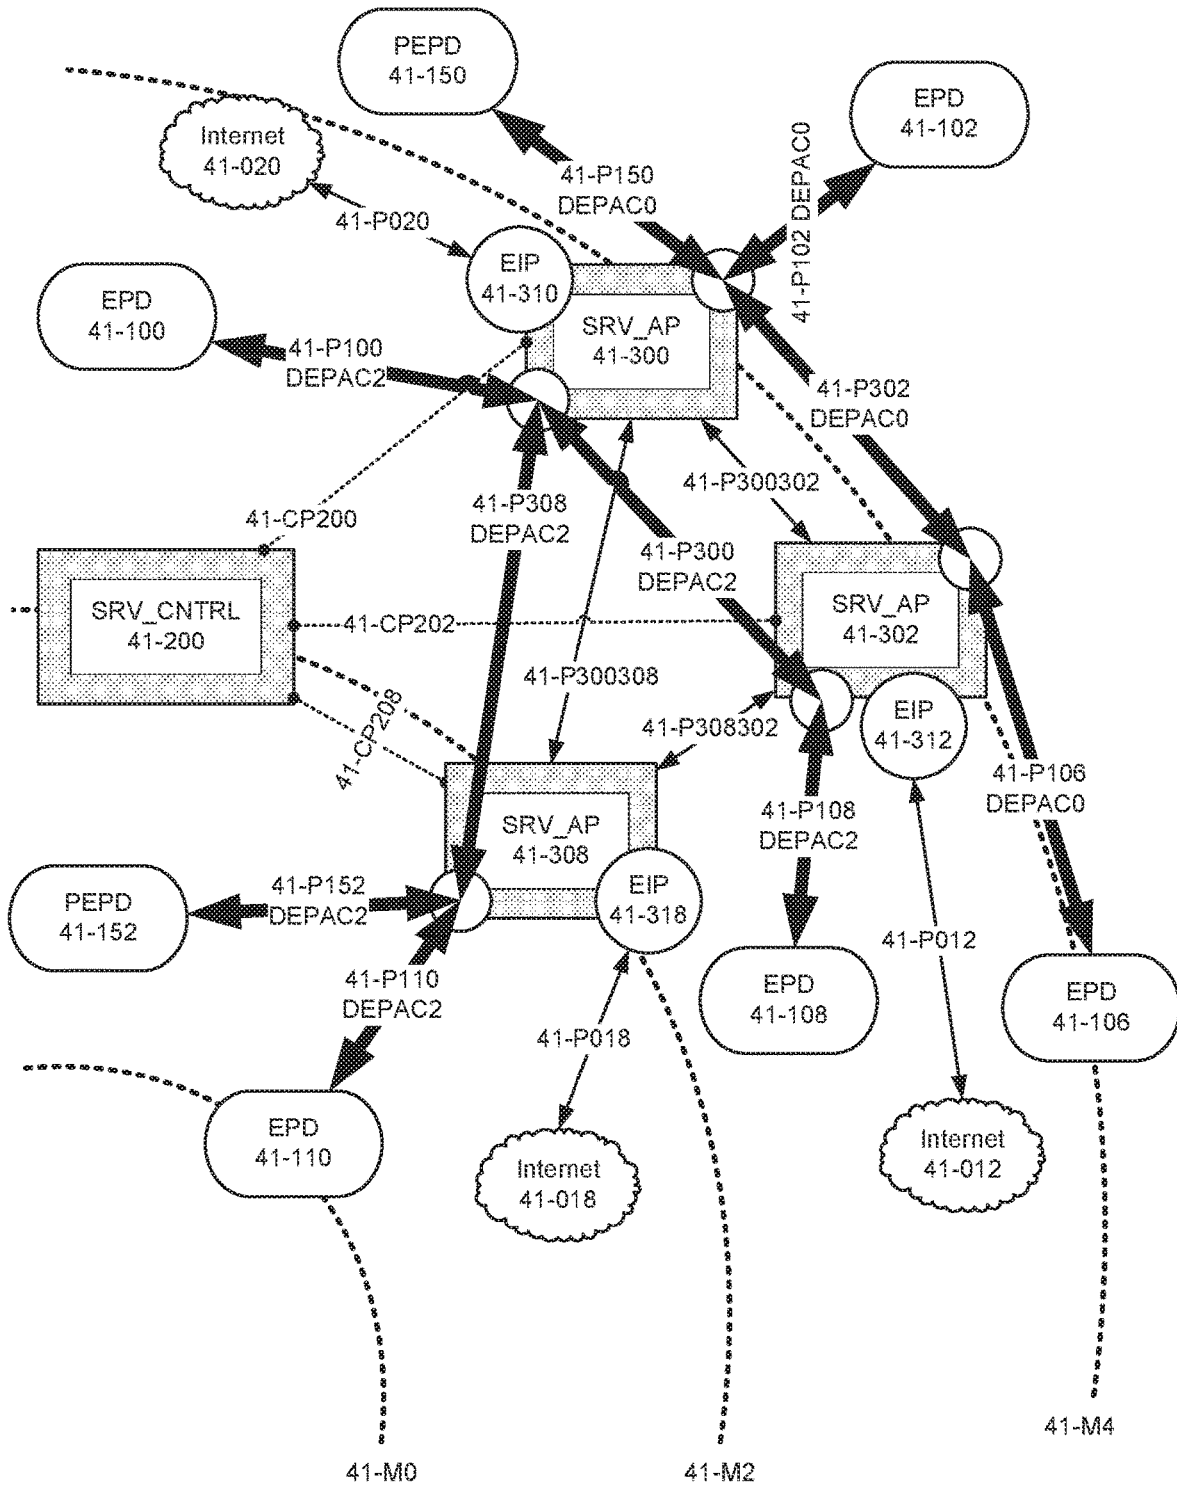 PEPD
41-150
EPD
41-102
Internet
41-020
41-P150
DEPAC0
41-P102 DEPAC0
41-P020
EIP
41-310
EPD
41-100
SRV_AP
41-300
41-P100
DEPAC2
41-P302
DEPAC0
41-P300302
41-P308
DEPAC2
41-CP200
41-P300
DEPAC2
SRV_CNTRL
41-200
41-CP202
SRV_AP
41-302
41-P300308
41-CP208
41-P308302
EIP
41-312
41-P106
DEPAC0
41-P108
DEPAC2
SRV_AP
41-308
EIP
41-318
PEPD
41-152
41-P152
DEPAC2
41-P012
41-P110
DEPAC2
EPD
41-108
EPD
41-106
41-P018
EPD
41-110
Internet
41-018
Internet
41-012
41-M4
41-M0
41-M2